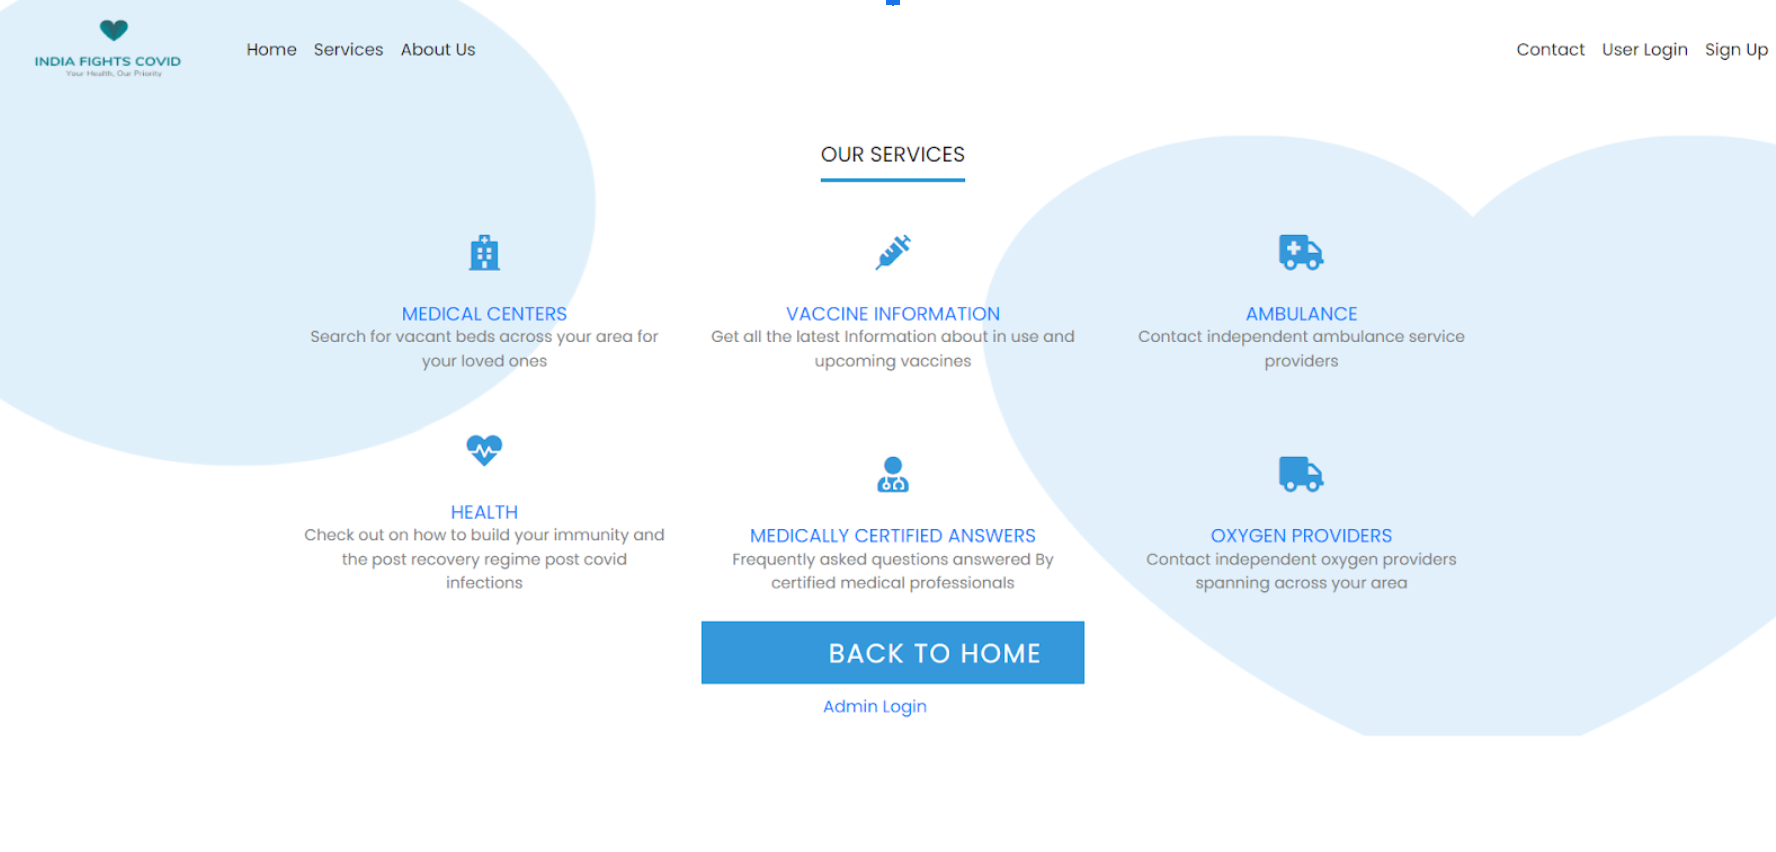 INDIA FIGHTS COVID
Your Health, Our Priority
Home Services About Us
Contact User Login Sign Up
OUR SERVICES
MEDICAL CENTERS
Search for vacant beds across your area for
your loved ones
VACCINE INFORMATION
Get all the latest Information about in use and
upcoming vaccines
AMBULANCE
Contact independent ambulance service
providers
HEALTH
Check out on how to build your immunity and
the post recovery regime post covid
infections
MEDICALLY CERTIFIED ANSWERS
Frequently asked questions answered By
certified medical professionals
OXYGEN PROVIDERS
Contact independent oxygen providers
spanning across your area
BACK TO HOME
Admin Login